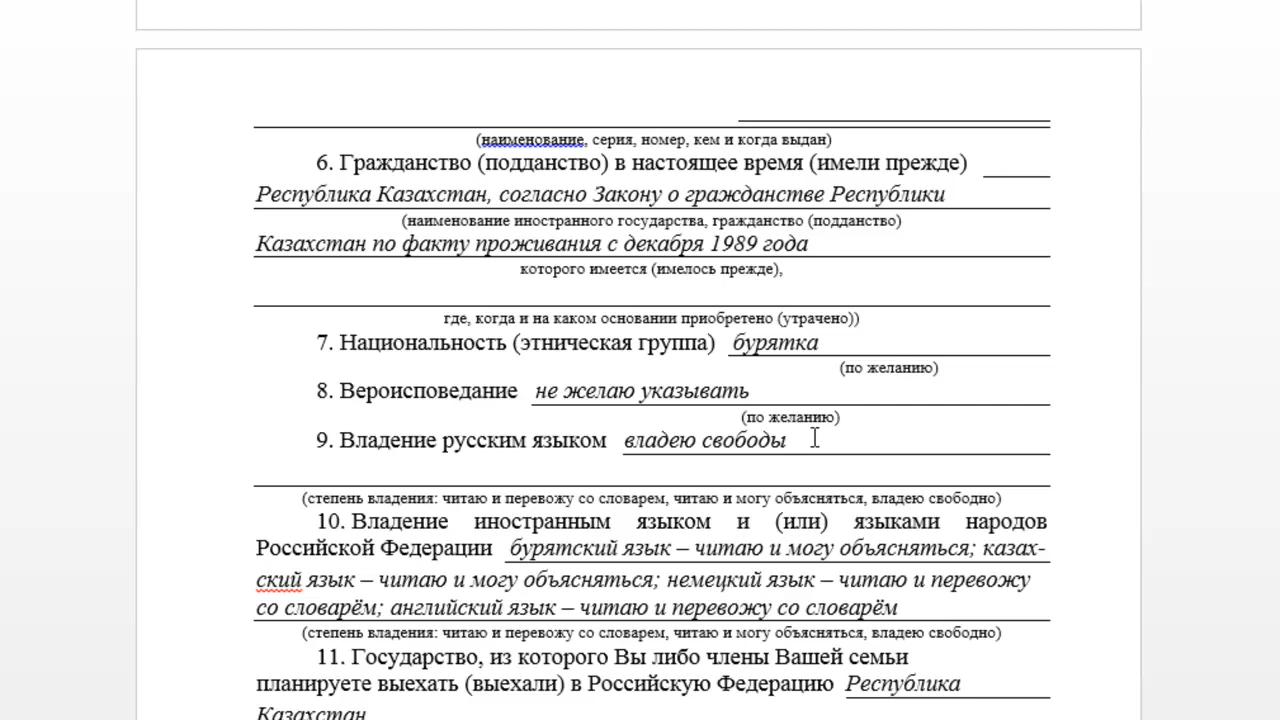 (наименование, серия, номер, кем и когда выдан)
6. Гражданство (подданство) в настоящее время (имели прежде)
Республика Казахстан, согласно Закону о гражданстве Республики
(наименование иностранного государства, гражданство (подданство)
Казахстан по факту проживания с декабря 1989 года
которого имеется (имелось прежде),
где, когда и на каком основании приобретено (утрачено))
7. Национальность (этническая группа) бурятка
(по желанию)
8. Вероисповедание не желаю указывать
(по желанию)
9. Владение русским языком владею свободы
(степень владения: читаю и перевожу со словарем, читаю и могу объясняться, владею свободно)
10. Владение иностранным языком и (или) языками народов
Российской Федерации бурятский язык – читаю и могу объясняться; казах-
ский язык – читаю и могу объясняться; немецкий язык – читаю и перевожу
со словарём; английский язык – читаю и перевожу со словарём
(степень владения: читаю и перевожу со словарем, читаю и могу объясняться, владею свободно)
11. Государство, из которого Вы либо члены Вашей семьи
планируете выехать (выехали) в Российскую Федерацию Республика
Казахстан